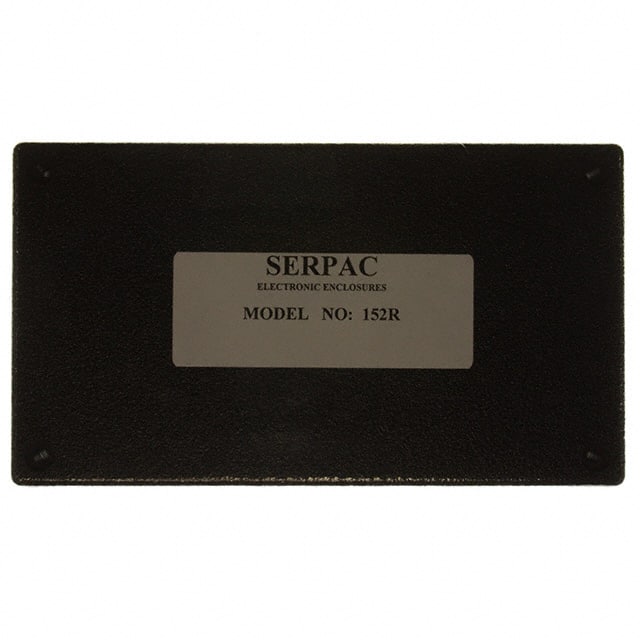 SERPAC
ELECTRONIC ENCLOSURES
MODEL NO: 152R